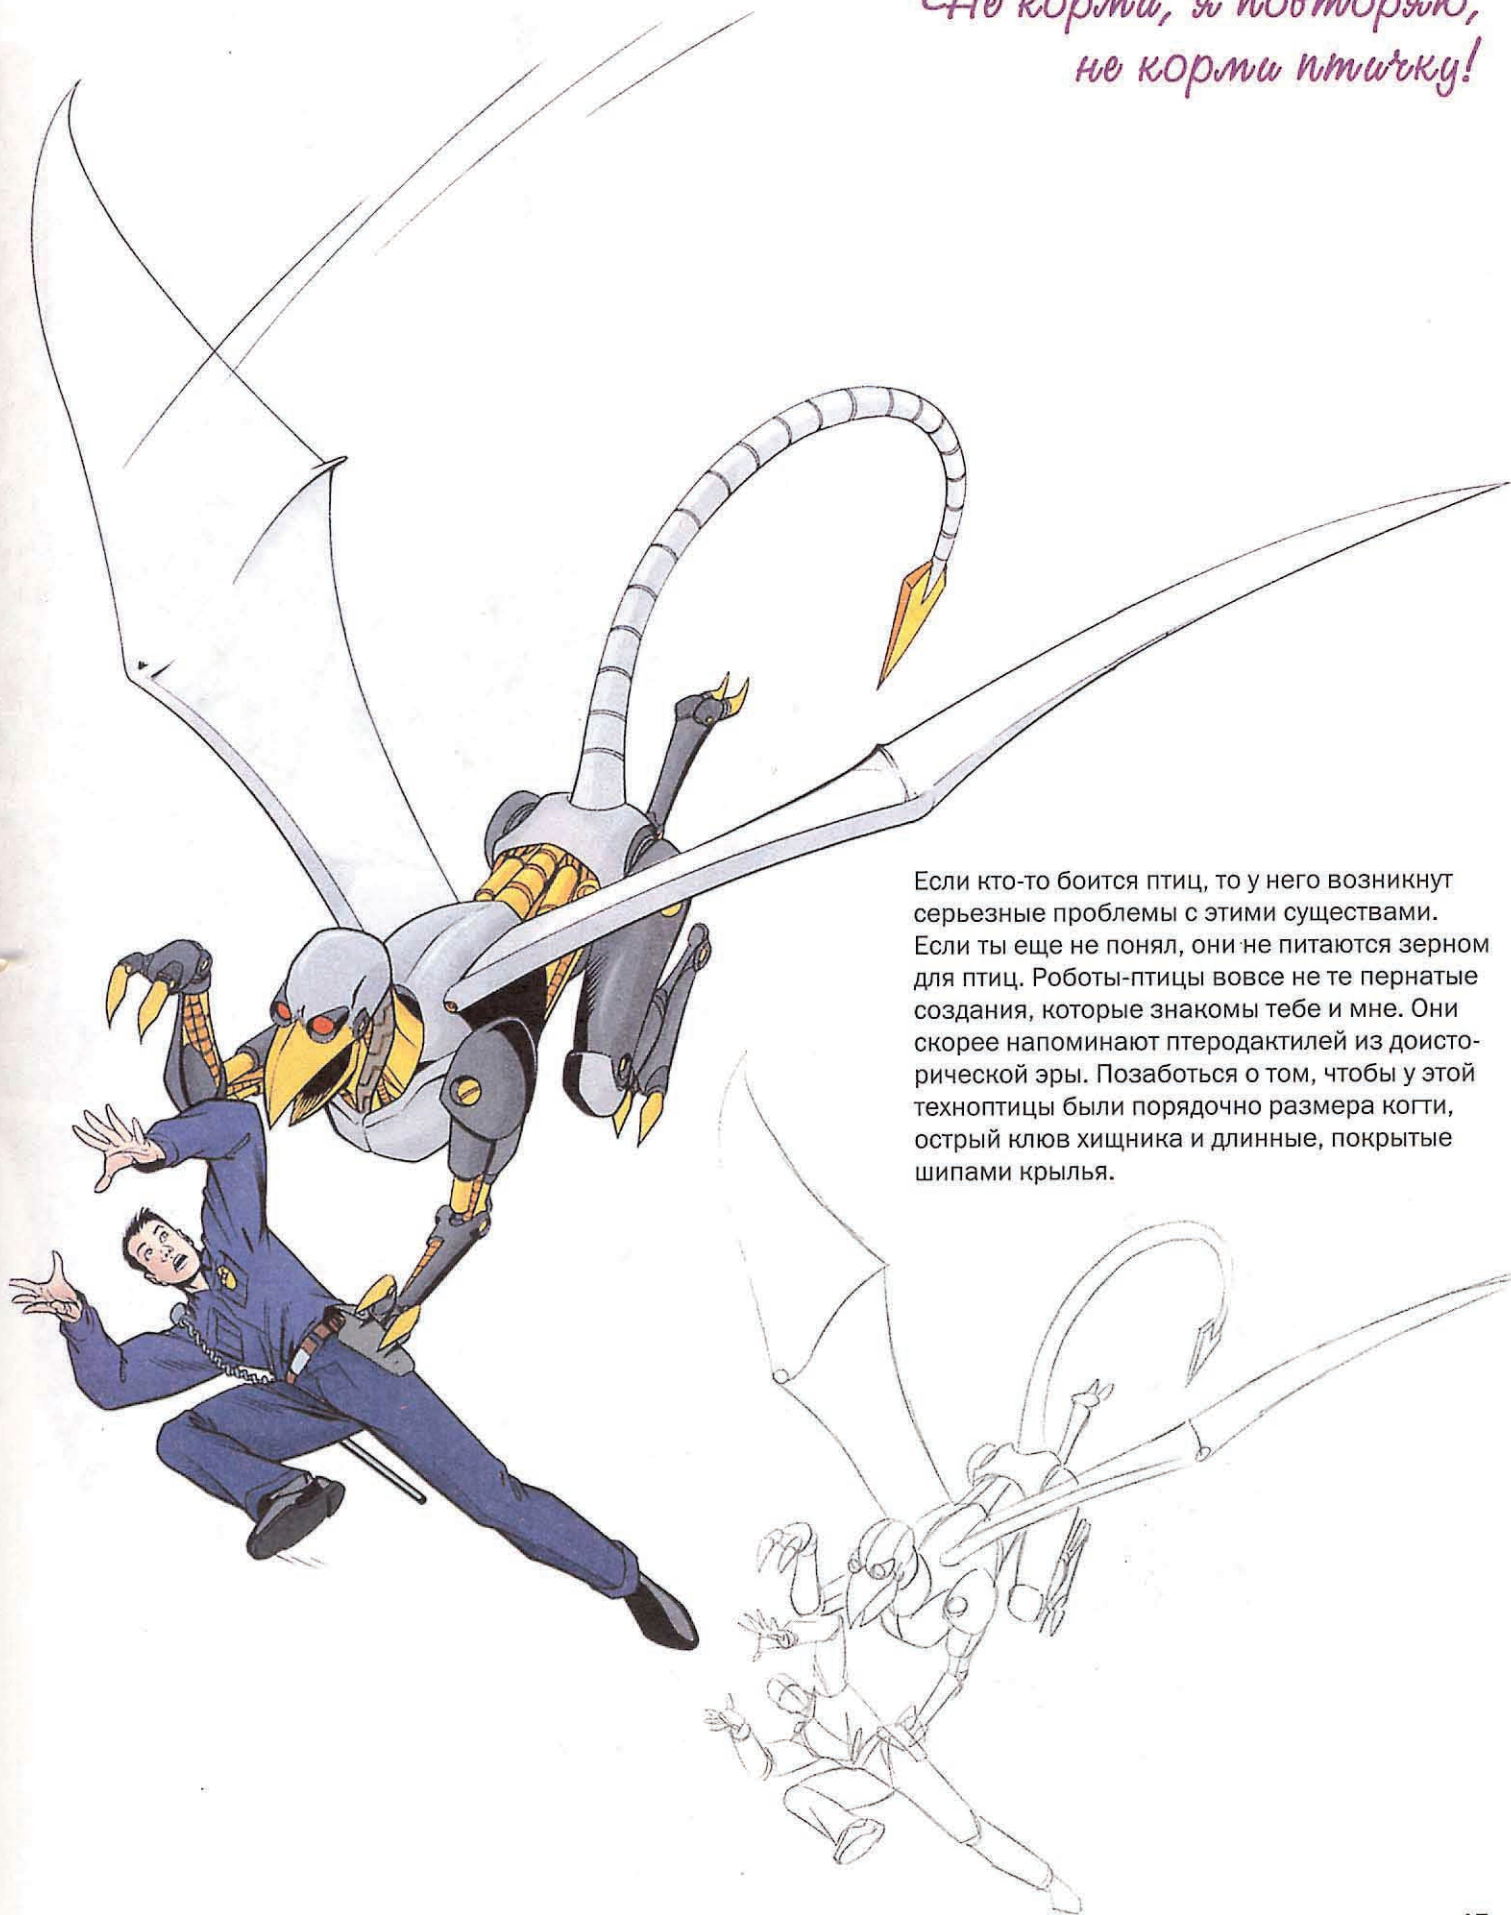 Не корми, я повторяю,
не корми птичку!
Если кто-то боится птиц, то у него возникнут
серьезные проблемы с этими существами.
Если ты еще не понял, они не питаются зерном
для птиц. Роботы-птицы вовсе не те пернатые
создания, которые знакомы тебе и мне. Они
скорее напоминают птеродактилей из доисто-
рической эры. Позаботься о том, чтобы у этой
техноптицы были порядочно размера когти,
острый клюв хищника и длинные, покрытые
шипами крылья.